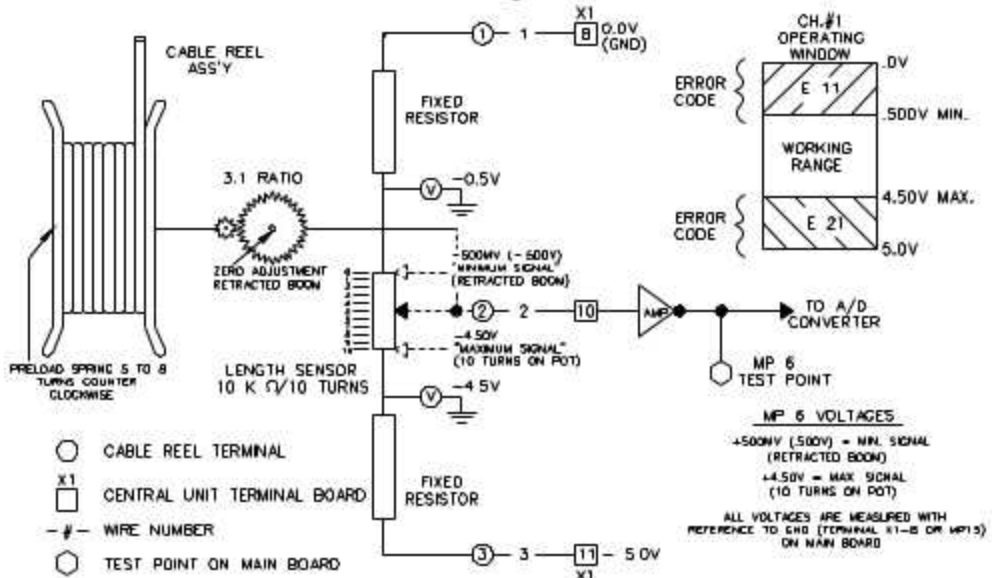 CABLE REEL
ASS'Y
1
1
X1
8
0.0V
(GND)
FIXED
RESISTOR
CH.#1
OPERATING
WINDOW
.0V
ERROR
CODE
E 11
.500V MIN.
WORKING
RANGE
4.50V MAX.
ERROR
CODE
E 21
5.0V
3.1 RATIO
V
-0.5V
ZERO ADJUSTMENT
RETRACTED BOOM
-500MV (-.500V)
"MINIMUM SIGNAL"
(RETRACTED BOOM)
2
2
10
AMP
TO A/D
CONVERTER
-4.50V
"MAXIMUM SIGNAL"
(10 TURNS ON POT)
MP 6
TEST POINT
PRELOAD SPRING 5 TO 8
TURNS COUNTER
CLOCKWISE
LENGTH SENSOR
10 K Ω/10 TURNS
V
-4.5V
MP 6 VOLTAGES
+500MV (.500V) = MIN. SIGNAL
(RETRACTED BOOM)
+4.50V = MAX SIGNAL
(10 TURNS ON POT)
ALL VOLTAGES ARE MEASURED WITH
REFERENCE TO GND (TERMINAL X1-8 OR MP15)
ON MAIN BOARD
CABLE REEL TERMINAL
X1
CENTRAL UNIT TERMINAL BOARD
-#- WIRE NUMBER
TEST POINT ON MAIN BOARD
FIXED
RESISTOR
3
3
11
- 5.0V
X1